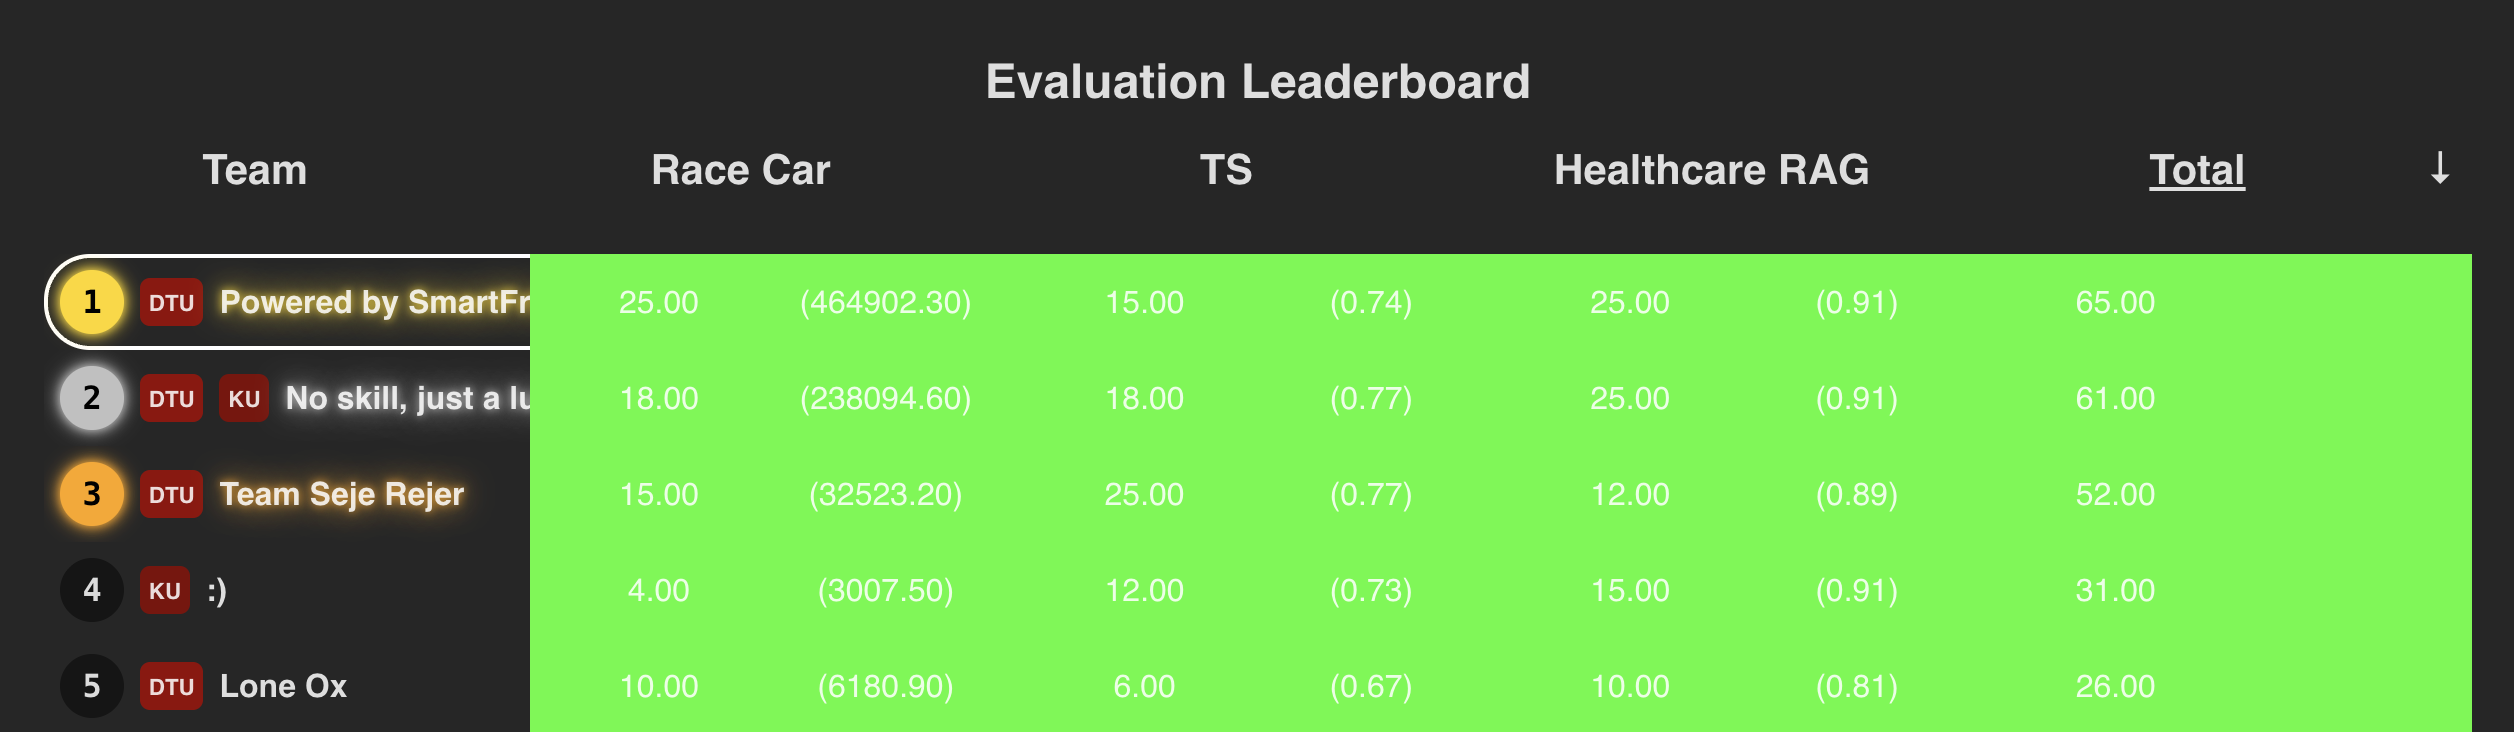 Evaluation Leaderboard
Team Race Car TS Healthcare RAG Total ↓
1 DTU Powered by SmartFr 25.00 (464902.30) 15.00 (0.74) 25.00 (0.91) 65.00
2 DTU KU No skill, just a lu 18.00 (238094.60) 18.00 (0.77) 25.00 (0.91) 61.00
3 DTU Team Seje Rejer 15.00 (32523.20) 25.00 (0.77) 12.00 (0.89) 52.00
4 KU :) 4.00 (3007.50) 12.00 (0.73) 15.00 (0.91) 31.00
5 DTU Lone Ox 10.00 (6180.90) 6.00 (0.67) 10.00 (0.81) 26.00